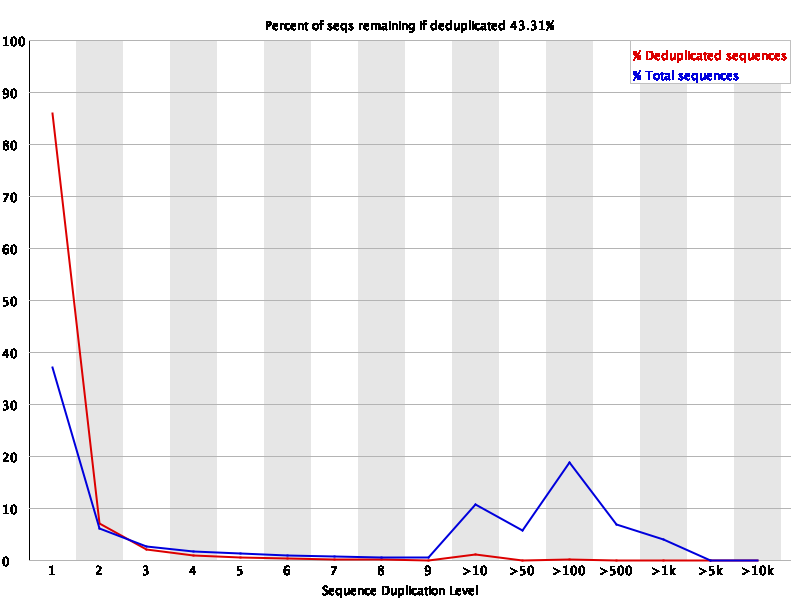 Percent of seqs remaining if deduplicated 43.31%
% Deduplicated sequences
% Total sequences
100
90
80
70
60
50
40
30
20
10
0
1 2 3 4 5 6 7 8 9 >10 >50 >100 >500 >1k >5k >10k
Sequence Duplication Level